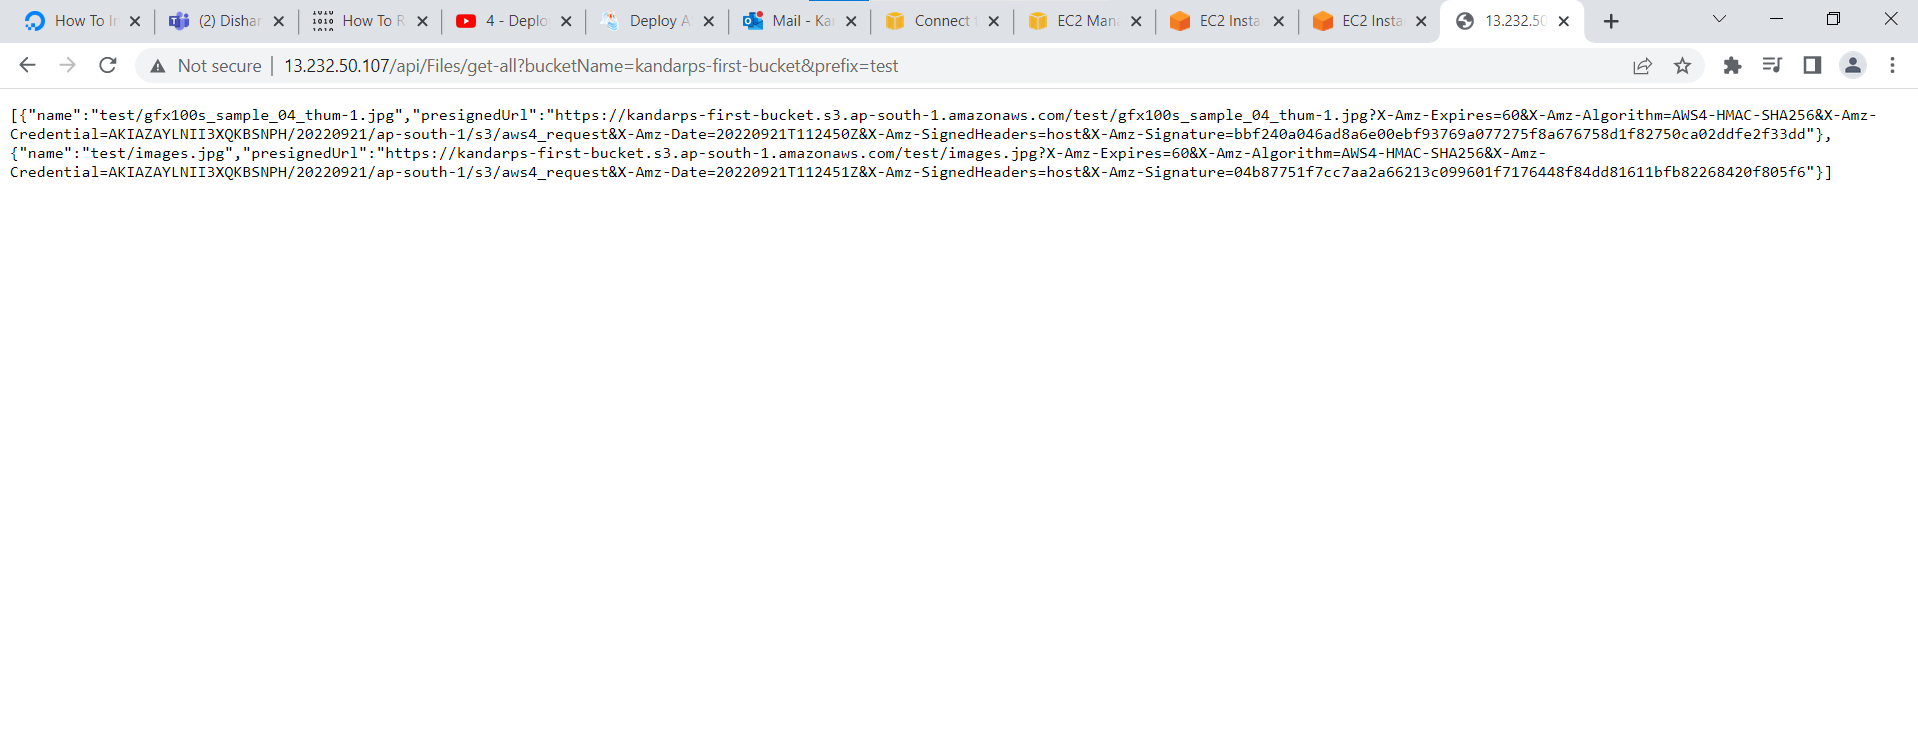 How To In
(2) Dishan
1010 1010 1010
How To R
4 - Deplo
Deploy A
Mail - Ka
Connect
EC2 Man
EC2 Insta
EC2 Insta
13.232.50
Not secure
13.232.50.107/api/Files/get-all?bucketName=kandarps-first-bucket&prefix=test
[{"name":"test/gfx100s_sample_04_thum-1.jpg","presignedUrl":"https://kandarps-first-bucket.s3.ap-south-1.amazonaws.com/test/gfx100s_sample_04_thum-1.jpg?X-Amz-Expires=60&X-Amz-Algorithm=AWS4-HMAC-SHA256&X-Amz-
Credential=AKIAZAYLNII3XQKBSNPH/20220921/ap-south-1/s3/aws4_request&X-Amz-Date=20220921T112450Z&X-Amz-SignedHeaders=host&X-Amz-Signature=bbf240a046ad8a6e00ebf93769a077275f8a676758d1f82750ca02ddfe2f33dd"},
{"name":"test/images.jpg","presignedUrl":"https://kandarps-first-bucket.s3.ap-south-1.amazonaws.com/test/images.jpg?X-Amz-Expires=60&X-Amz-Algorithm=AWS4-HMAC-SHA256&X-Amz-
Credential=AKIAZAYLNII3XQKBSNPH/20220921/ap-south-1/s3/aws4_request&X-Amz-Date=20220921T112451Z&X-Amz-SignedHeaders=host&X-Amz-Signature=04b87751f7cc7aa2a66213c099601f7176448f84dd81611bfb82268420f805f6"}]